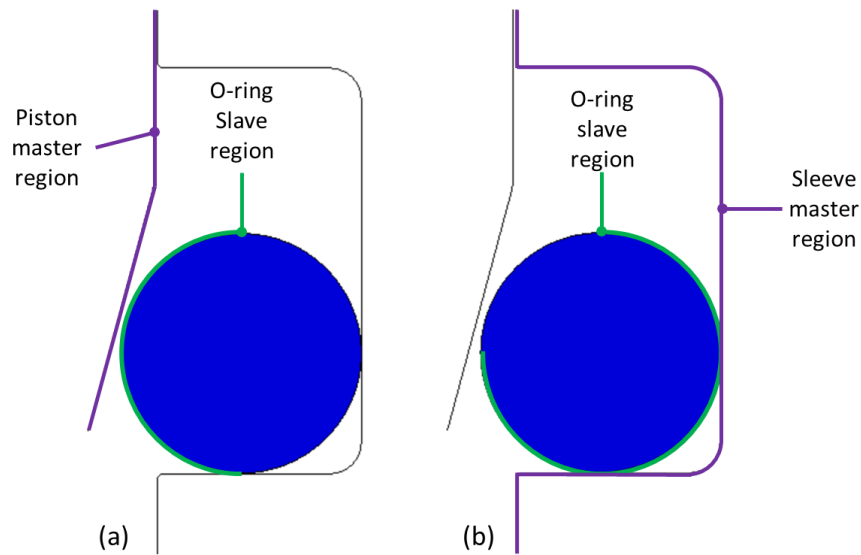 Piston
master
region
O-ring
Slave
region
(a)
O-ring
slave
region
Sleeve
master
region
(b)